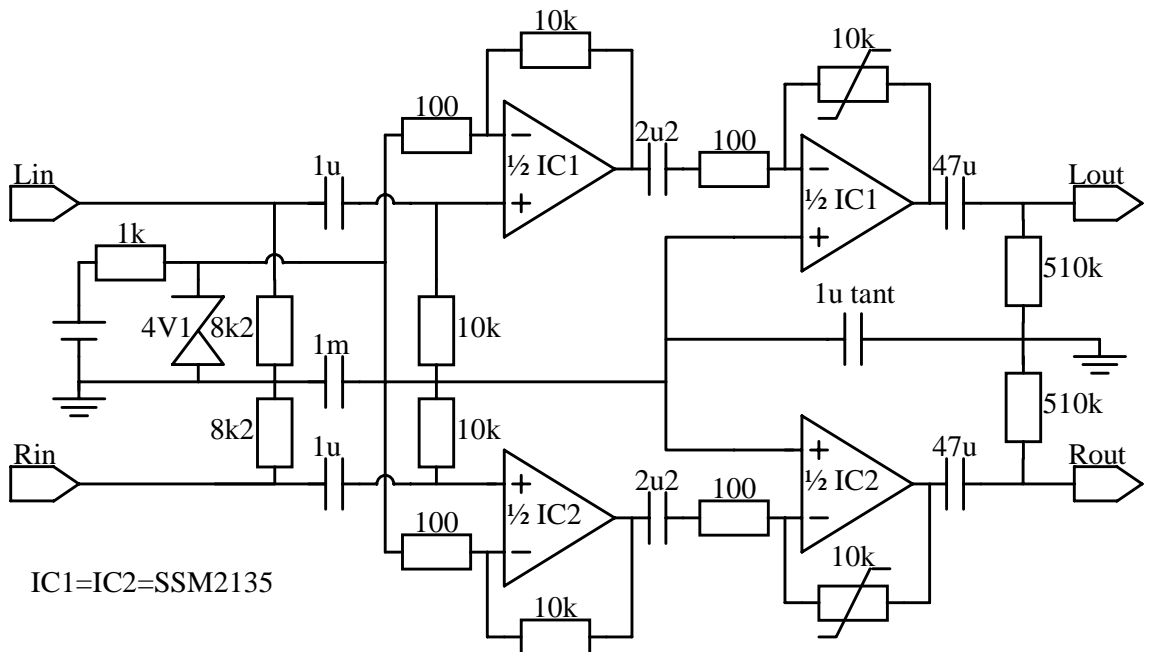 10k
10k
100
2u2
100
1u
½ IC1
47u
Lin
½ IC1
Lout
1k
510k
1u tant
4V1
8k2
10k
1m
8k2
10k
510k
Rin
1u
47u
Rout
2u2
100
½ IC2
100
½ IC2
10k
IC1=IC2=SSM2135
10k